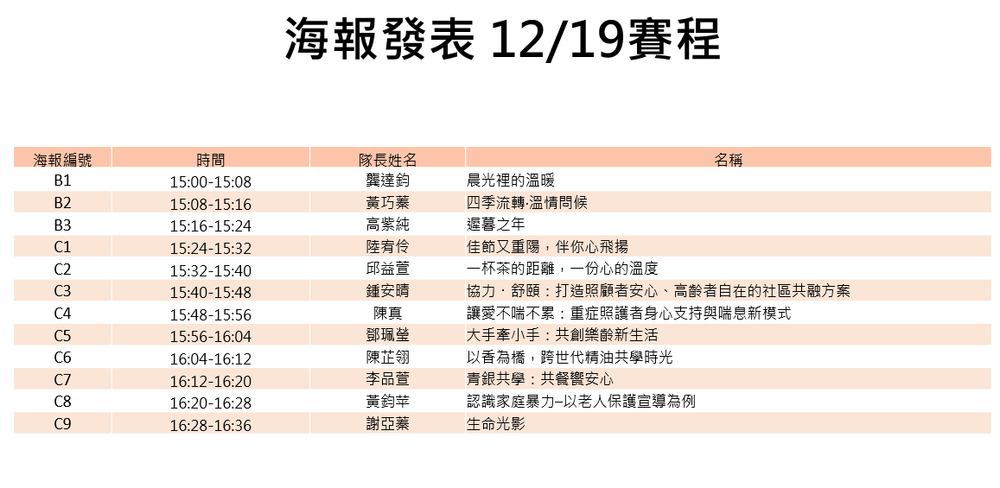 海報發表 12/19賽程
海報編號 時間 隊長姓名 名稱
B1 15:00-15:08 龔達鈞 晨光裡的溫暖
B2 15:08-15:16 黃巧蓁 四季流轉‧溫情問候
B3 15:16-15:24 高紫純 遲暮之年
C1 15:24-15:32 陸宥伶 佳節又重陽，伴你心飛揚
C2 15:32-15:40 邱益萱 一杯茶的距離，一份心的溫度
C3 15:40-15:48 鍾安晴 協力．舒頤：打造照顧者安心、高齡者自在的社區共融方案
C4 15:48-15:56 陳真 讓愛不喘不累：重症照護者身心支持與喘息新模式
C5 15:56-16:04 鄧珮瑩 大手牽小手：共創樂齡新生活
C6 16:04-16:12 陳芷翎 以香為橋，跨世代精油共學時光
C7 16:12-16:20 李品萱 青銀共學：共餐饗安心
C8 16:20-16:28 黃鈞苹 認識家庭暴力–以老人保護宣導為例
C9 16:28-16:36 謝亞蓁 生命光影